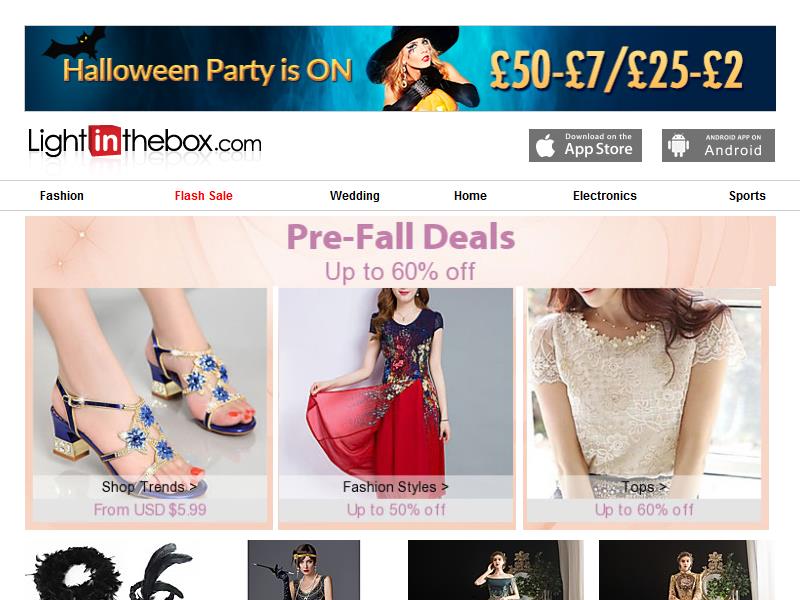 Halloween Party is ON
£50-£7/£25-£2
Lightinthebox.com
Download on the
App Store
ANDROID APP ON
Android
Fashion Flash Sale Wedding Home Electronics Sports
Pre-Fall Deals
Up to 60% off
Shop Trends > Fashion Styles > Tops >
From USD $5.99 Up to 50% off Up to 60% off